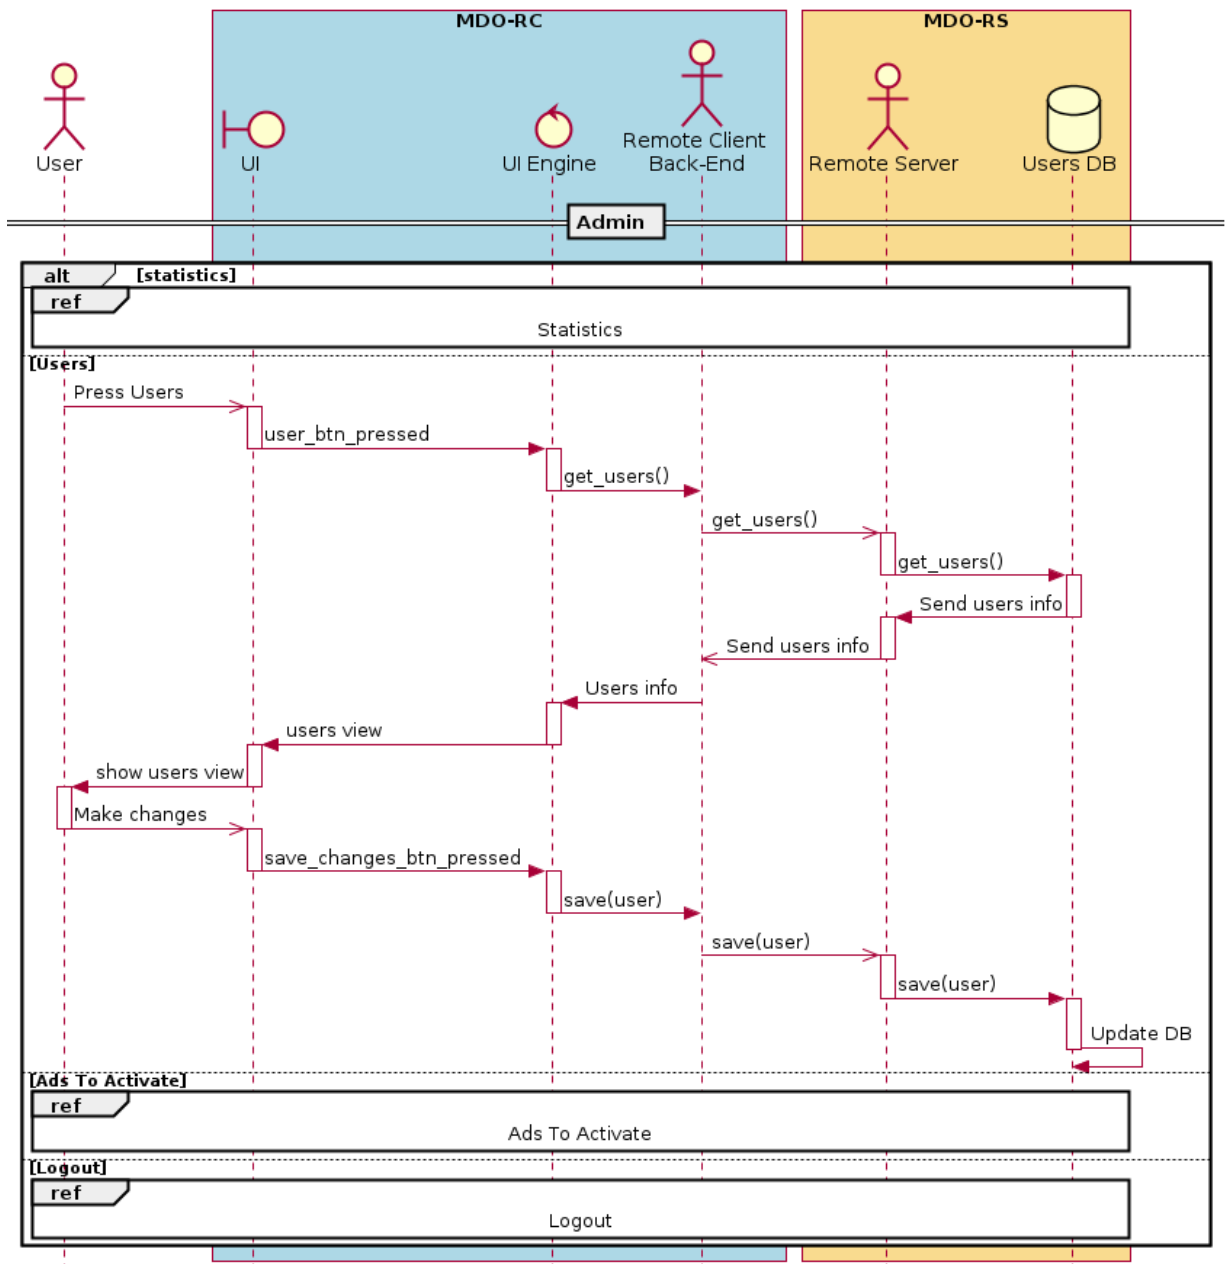 MDO-RC
MDO-RS
User
UI
UI Engine
Remote Client
Back-End
Remote Server
Users DB
Admin
alt
[statistics]
ref
Statistics
[Users]
Press Users
user_btn_pressed
get_users()
get_users()
get_users()
Send users info
Send users info
Users info
users view
show users view
Make changes
save_changes_btn_pressed
save(user)
save(user)
save(user)
Update DB
[Ads To Activate]
ref
Ads To Activate
[Logout]
ref
Logout